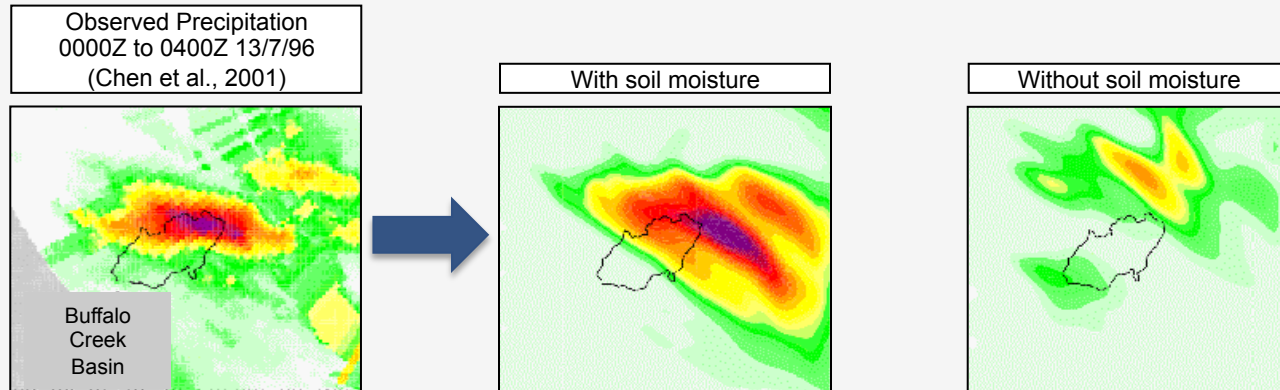 Observed Precipitation
0000Z to 0400Z 13/7/96
(Chen et al., 2001)
With soil moisture
Without soil moisture
Buffalo
Creek
Basin